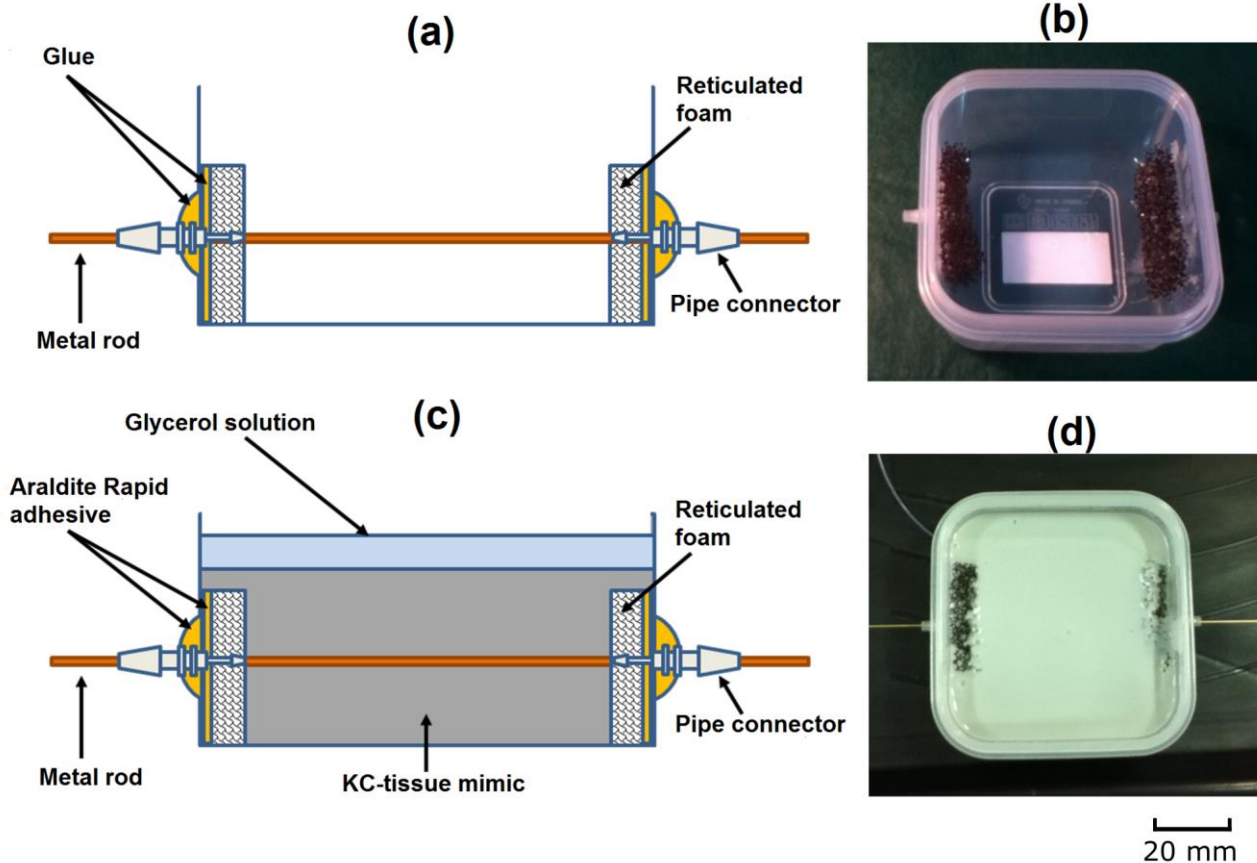 (a)
Glue
Reticulated
foam
Metal rod
Pipe connector
(b)
(c)
Glycerol solution
Araldite Rapid
adhesive
Reticulated
foam
Metal rod
KC-tissue mimic
Pipe connector
(d)
20 mm